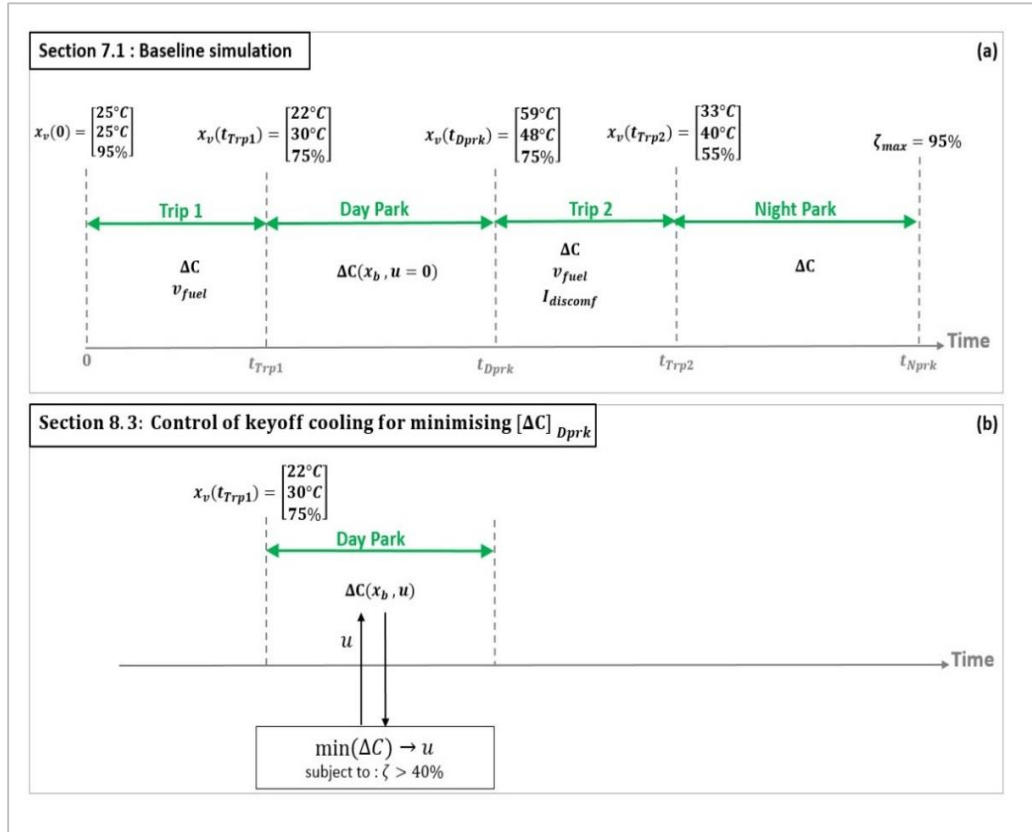 Section 7.1 : Baseline simulation
(a)
x_v(0) = [25°C 25°C 95%]
x_v(t_Trp1) = [22°C 30°C 75%]
x_v(t_Dprk) = [59°C 48°C 75%]
x_v(t_Trp2) = [33°C 40°C 55%]
ζ_max = 95%
Trip 1
Day Park
Trip 2
Night Park
ΔC
v_fuel
ΔC(x_b , u = 0)
ΔC
v_fuel
I_discomf
ΔC
Time
0
t_Trp1
t_Dprk
t_Trp2
t_Nprk
Section 8.3: Control of keyoff cooling for minimising [ΔC] _Dprk
(b)
x_v(t_Trp1) = [22°C 30°C 75%]
Day Park
ΔC(x_b , u)
u
Time
min(ΔC) → u
subject to : ζ > 40%